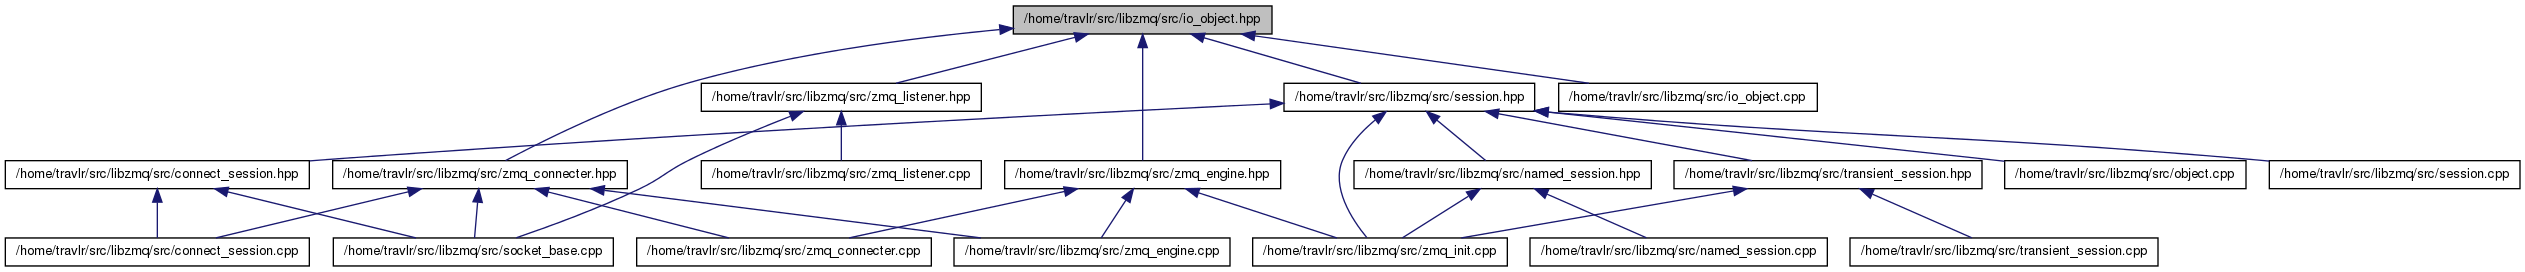 /home/travlr/src/libzmq/src/io_object.hpp
/home/travlr/src/libzmq/src/zmq_listener.hpp
/home/travlr/src/libzmq/src/session.hpp
/home/travlr/src/libzmq/src/io_object.cpp
/home/travlr/src/libzmq/src/connect_session.hpp
/home/travlr/src/libzmq/src/zmq_connecter.hpp
/home/travlr/src/libzmq/src/zmq_listener.cpp
/home/travlr/src/libzmq/src/zmq_engine.hpp
/home/travlr/src/libzmq/src/named_session.hpp
/home/travlr/src/libzmq/src/transient_session.hpp
/home/travlr/src/libzmq/src/object.cpp
/home/travlr/src/libzmq/src/session.cpp
/home/travlr/src/libzmq/src/connect_session.cpp
/home/travlr/src/libzmq/src/socket_base.cpp
/home/travlr/src/libzmq/src/zmq_connecter.cpp
/home/travlr/src/libzmq/src/zmq_engine.cpp
/home/travlr/src/libzmq/src/zmq_init.cpp
/home/travlr/src/libzmq/src/named_session.cpp
/home/travlr/src/libzmq/src/transient_session.cpp